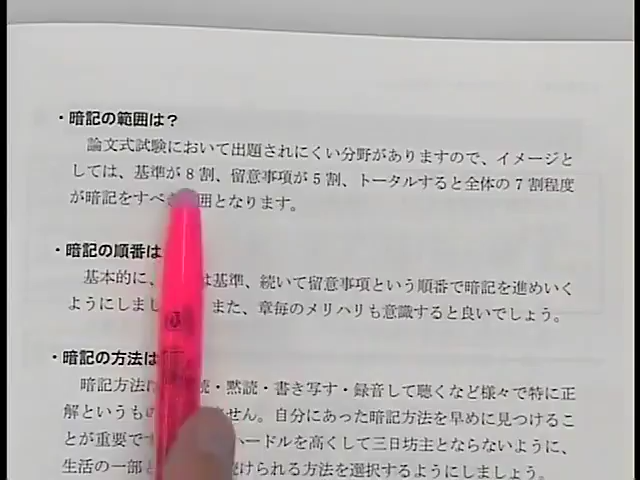 ・暗記の範囲は？
論文式試験において出題されにくい分野がありますので、イメージと
しては、基準が８割、留意事項が５割、トータルすると全体の７割程度
が暗記をすべ 囲となります。
・暗記の順番は
基本的に、 は基準、続いて留意事項という順番で暗記を進めいく
ようにしまし また、章毎のメリハリも意識すると良いでしょう。
・暗記の方法は
暗記方法に 読・黙読・書き写す・録音して聴くなど様々で特に正
解というもの ません。自分にあった暗記方法を早めに見つけるこ
とが重要で ハードルを高くして三日坊主とならないように、
生活の一部と 続けられる方法を選択するようにしましょう。